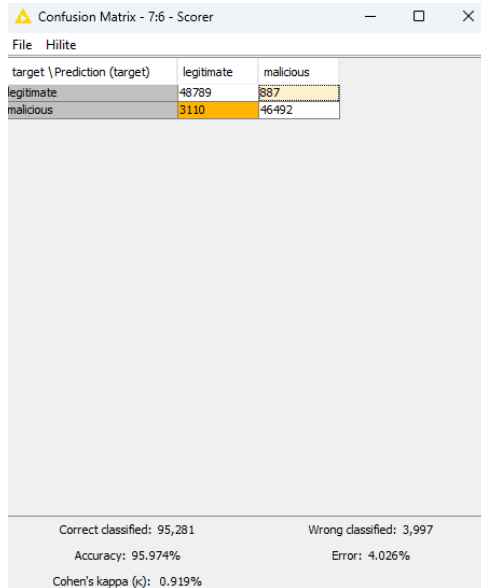 Confusion Matrix - 7:6 - Scorer
File Hilite
target \ Prediction (target) legitimate malicious
legitimate 48789 887
malicious 3110 46492
Correct classified: 95,281 Wrong classified: 3,997
Accuracy: 95.974% Error: 4.026%
Cohen's kappa (κ): 0.919%